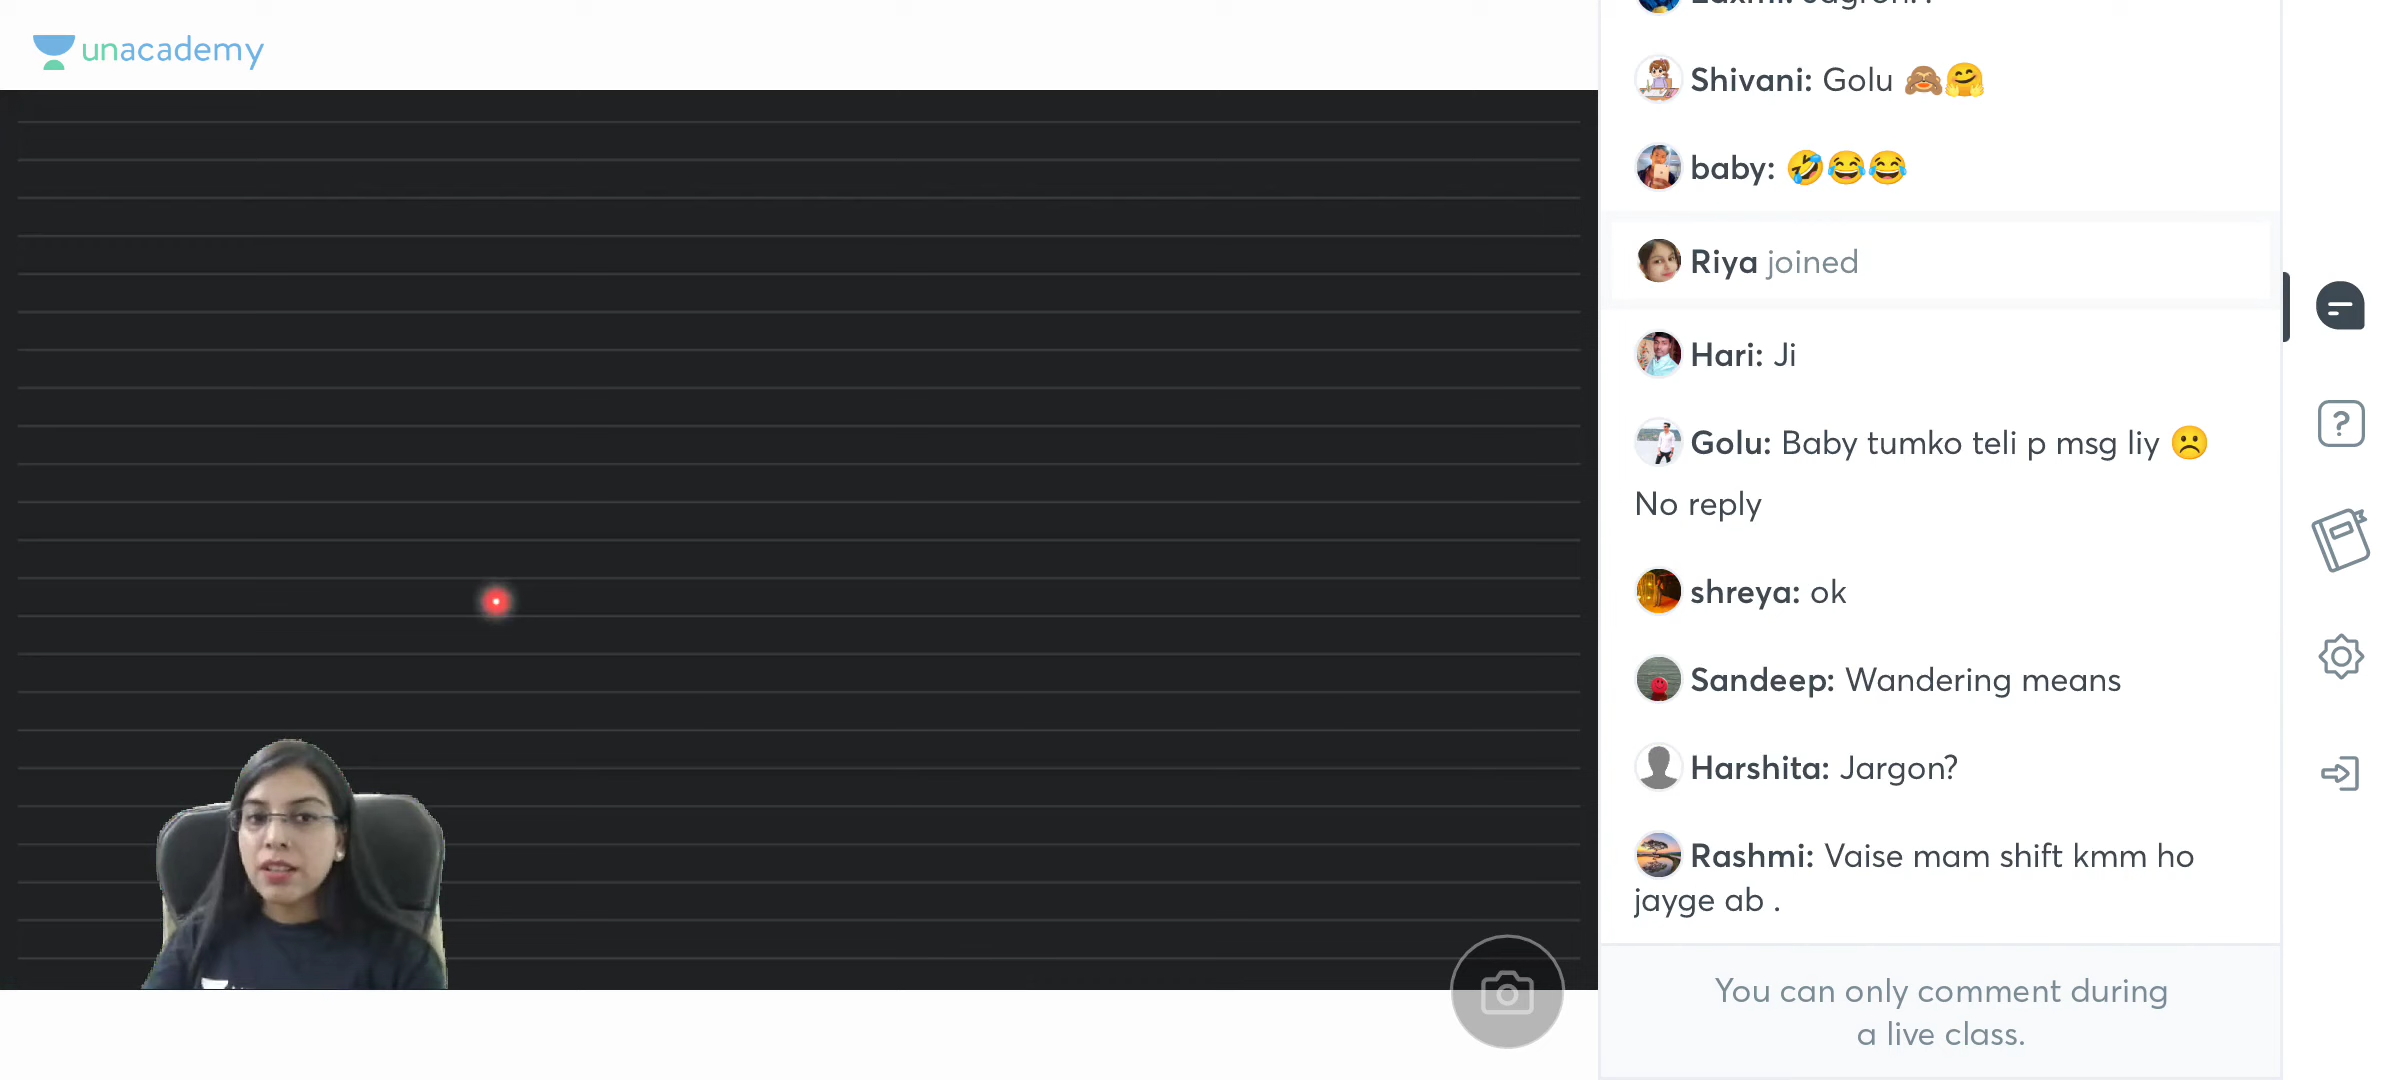 unacademy
Shivani: Golu 🙈🤗
baby: 🤣😂😂
Riya joined
Hari: Ji
Golu: Baby tumko teli p msg liy ☹️
No reply
shreya: ok
Sandeep: Wandering means
Harshita: Jargon?
Rashmi: Vaise mam shift kmm ho
jayge ab .
You can only comment during
a live class.